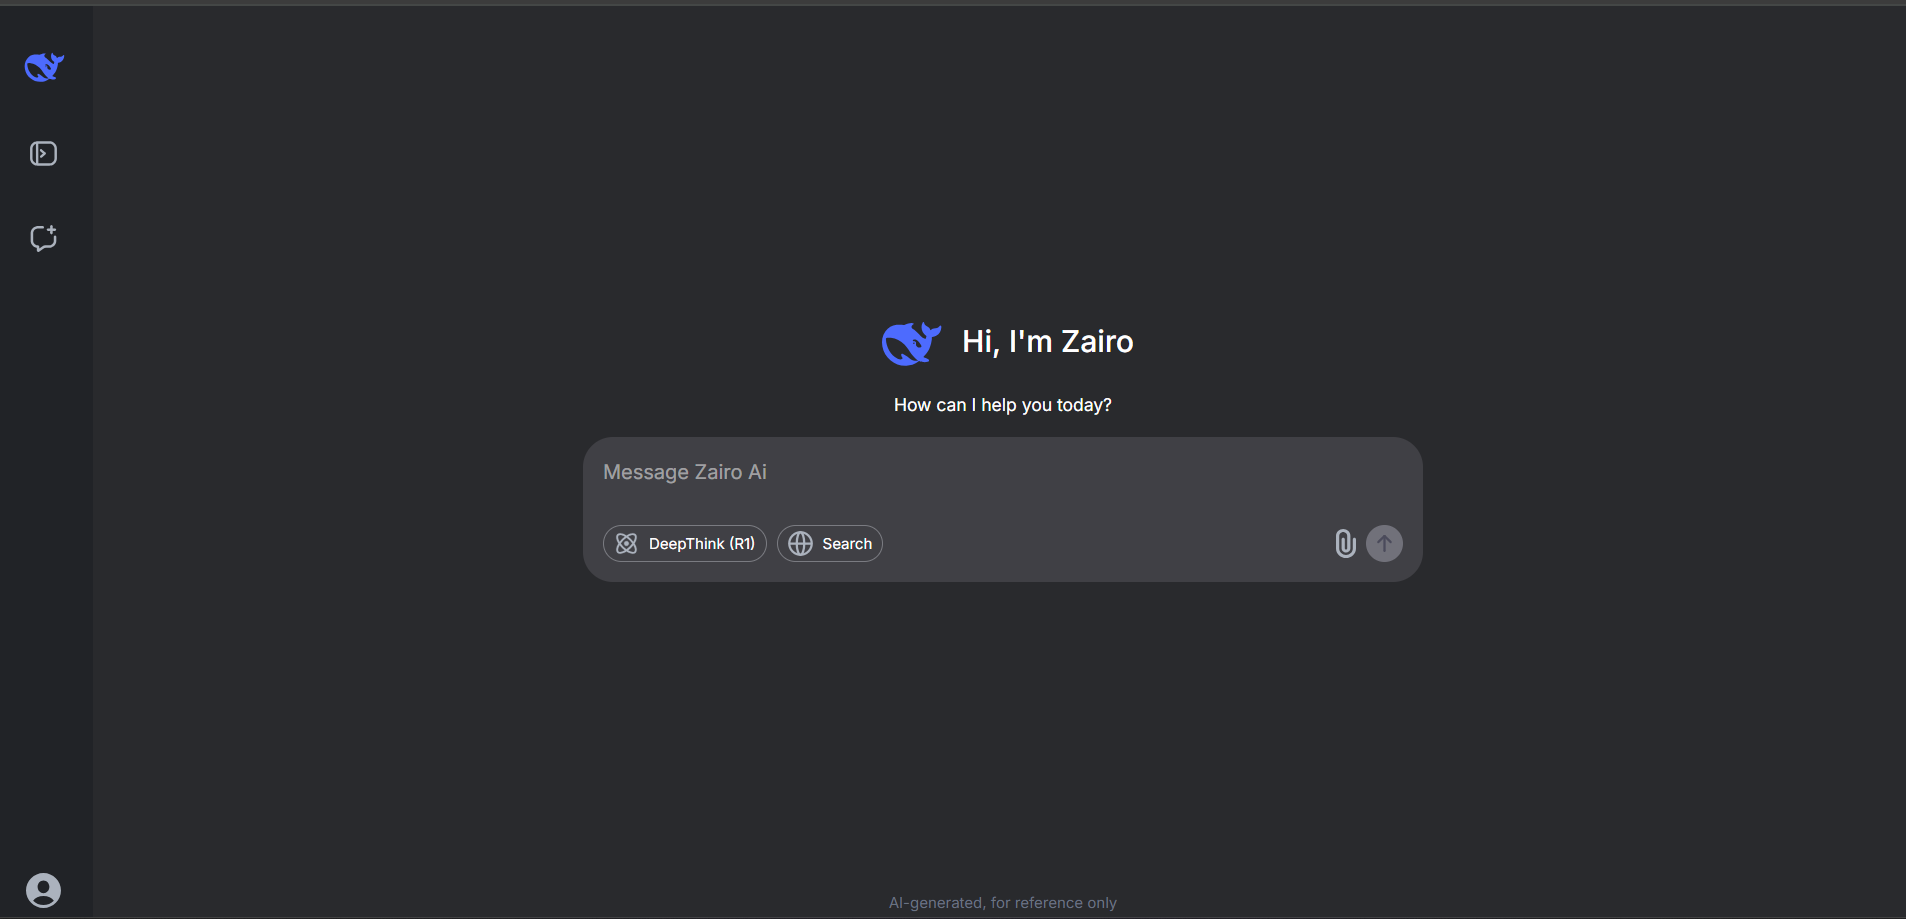 Hi, I'm Zairo
How can I help you today?
Message Zairo Ai
DeepThink (R1)
Search
AI-generated, for reference only